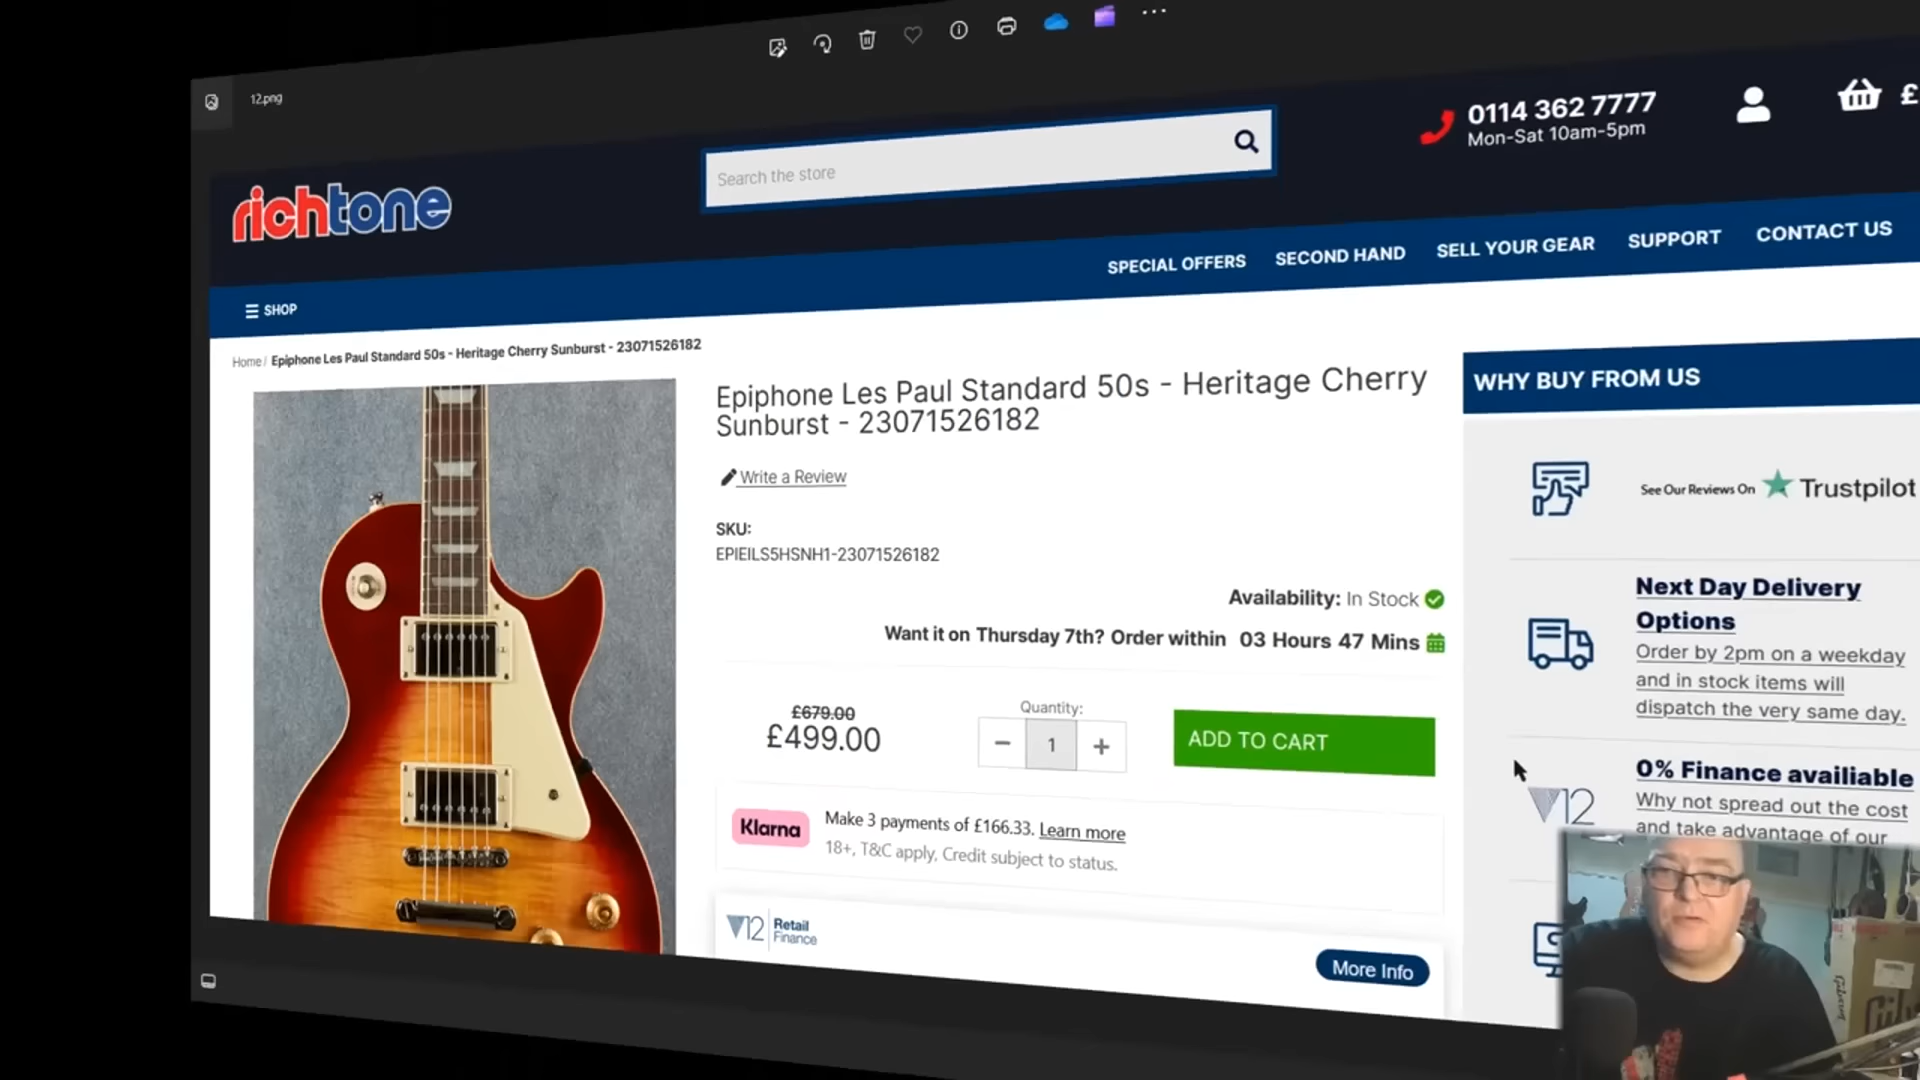 12.png
richtone
Search the store
0114 362 7777
Mon-Sat 10am-5pm
£
SHOP
SPECIAL OFFERS
SECOND HAND
SELL YOUR GEAR
SUPPORT
CONTACT US
Home / Epiphone Les Paul Standard 50s - Heritage Cherry Sunburst - 23071526182
Epiphone Les Paul Standard 50s - Heritage Cherry
Sunburst - 23071526182
Write a Review
SKU:
EPIEILS5HSNH1-23071526182
Availability: In Stock
Want it on Thursday 7th? Order within 03 Hours 47 Mins
£679.00
£499.00
Quantity:
− 1 +
ADD TO CART
Klarna
Make 3 payments of £166.33. Learn more
18+, T&C apply, Credit subject to status.
V12 Retail
Finance
More Info
WHY BUY FROM US
See Our Reviews On Trustpilot
Next Day Delivery
Options
Order by 2pm on a weekday
and in stock items will
dispatch the very same day.
V12
0% Finance availiable
Why not spread out the cost
and take advantage of our
Gibson